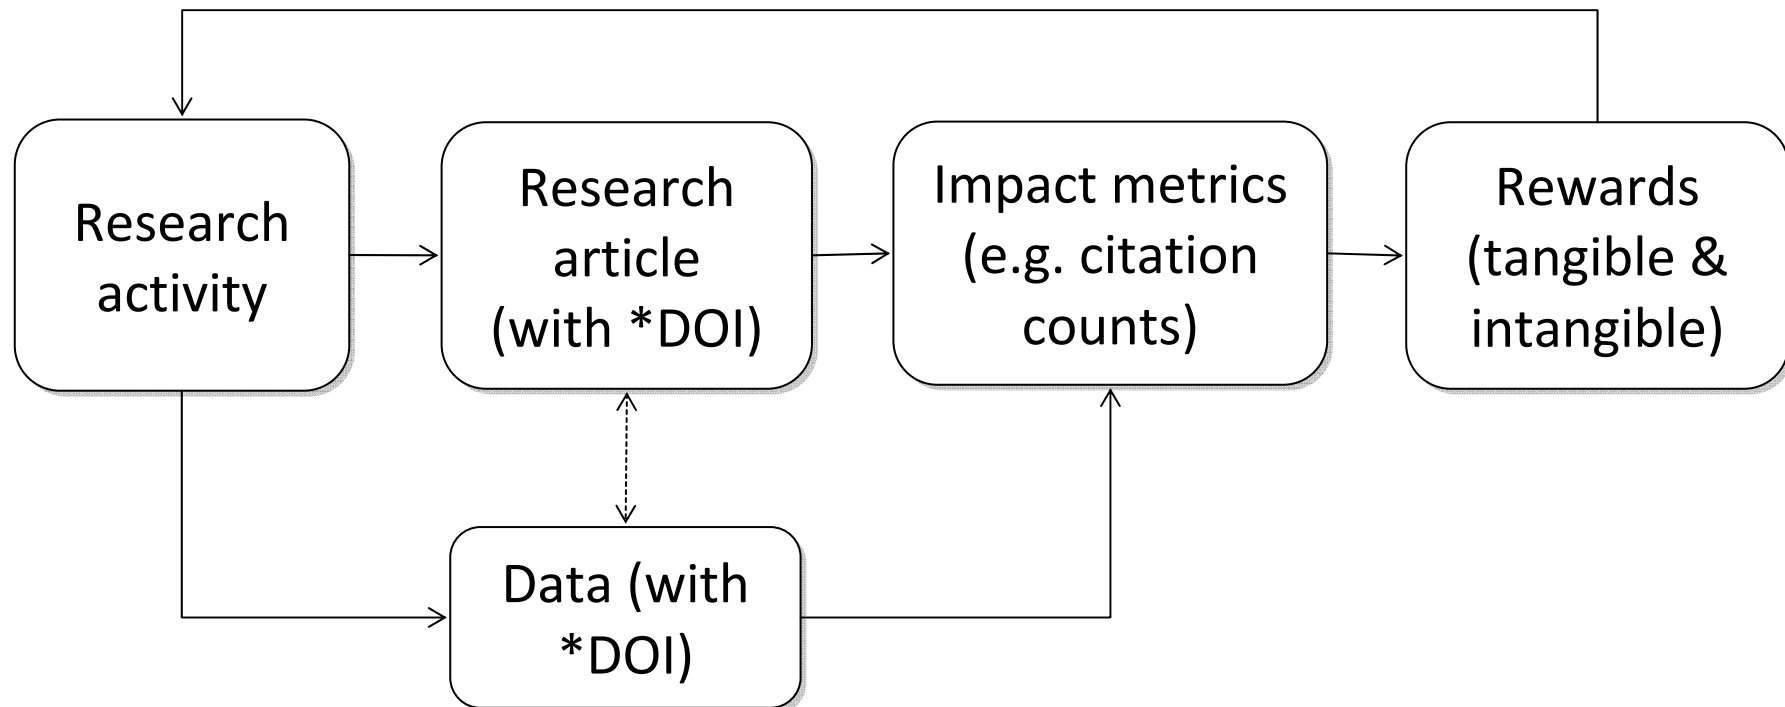 Research
activity
Research
article
(with *DOI)
Impact metrics
(e.g. citation
counts)
Rewards
(tangible &
intangible)
Data (with
*DOI)